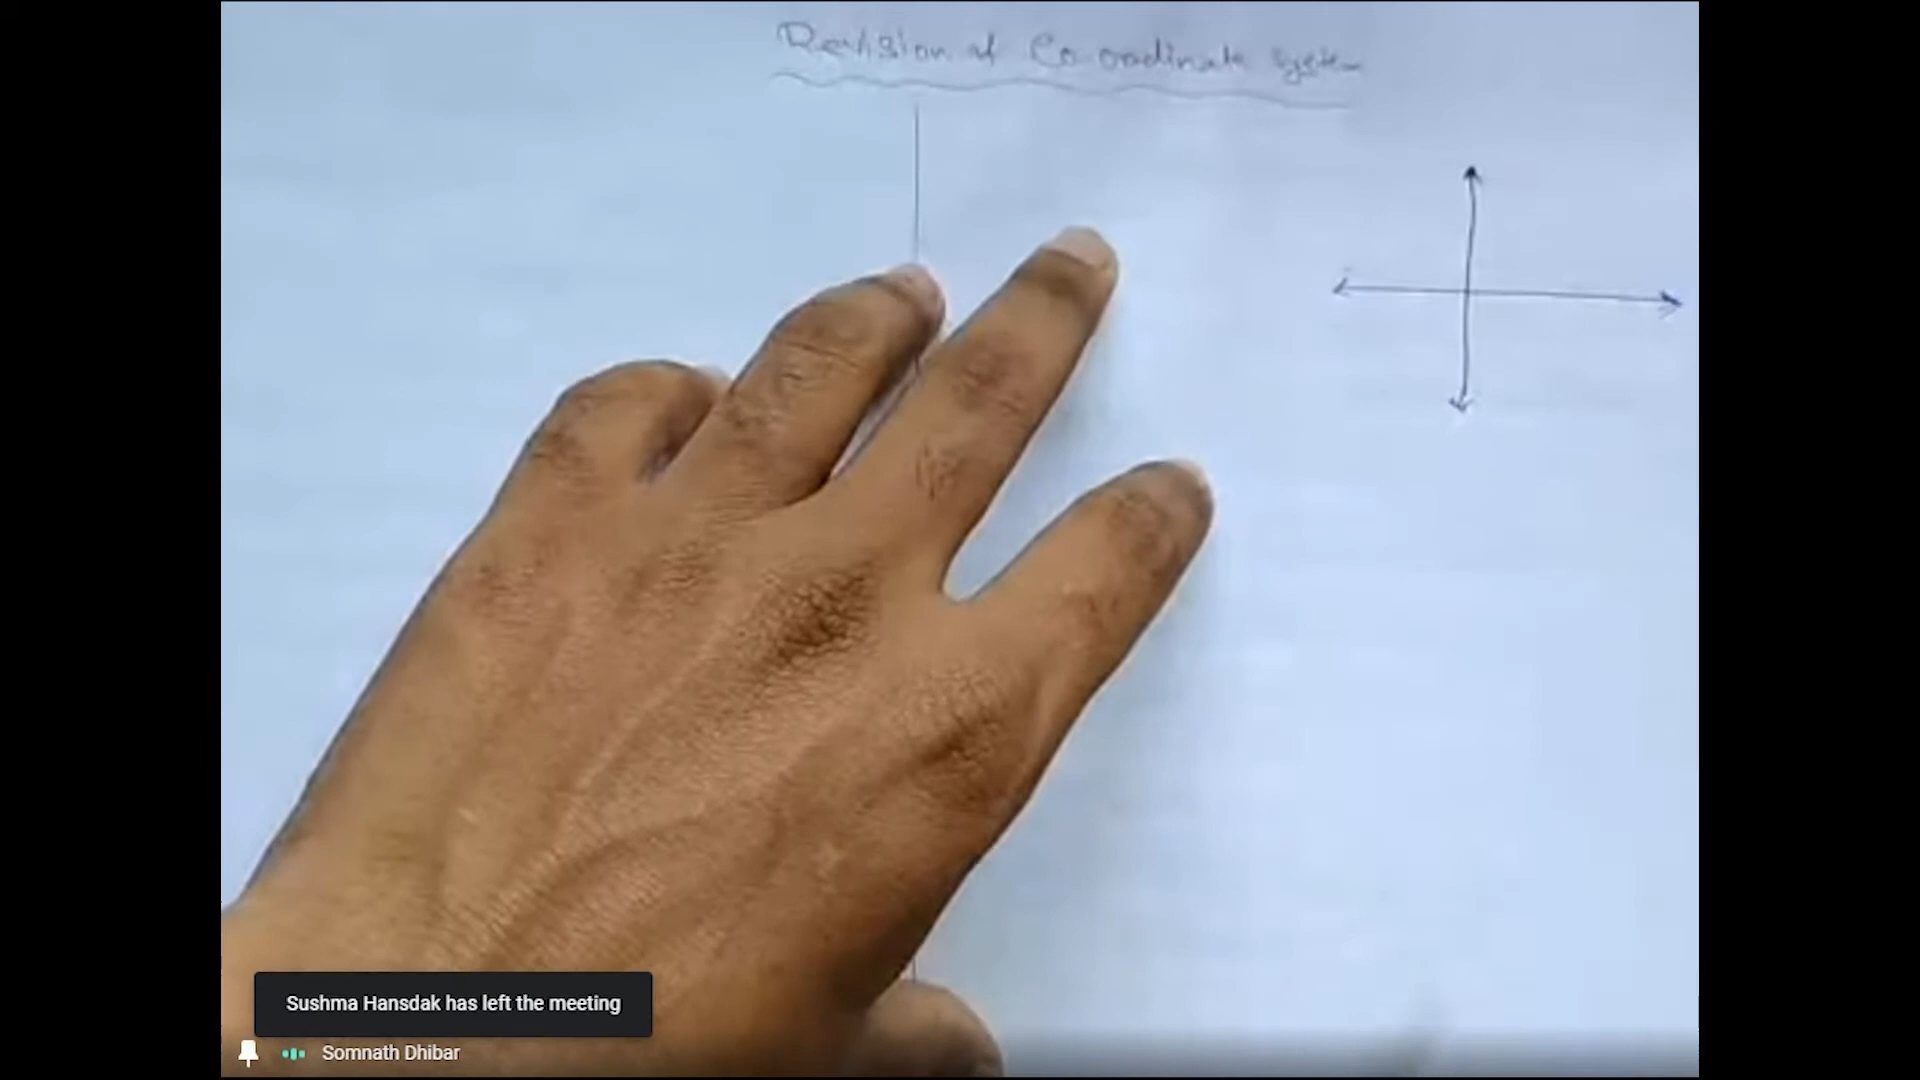 Revision of Co-ordinate system
Sushma Hansdak has left the meeting
Somnath Dhibar